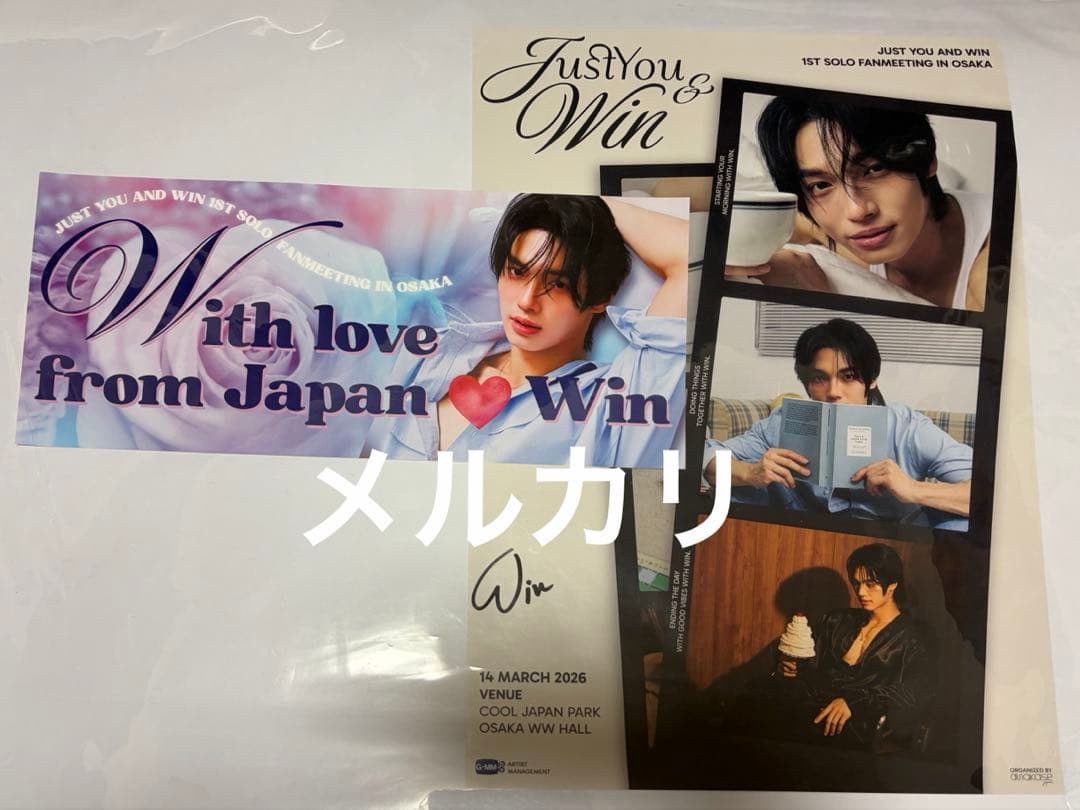 JustYou
& Win
JUST YOU AND WIN
1ST SOLO FANMEETING IN OSAKA
STARTING YOUR
MORNING WITH WIN.
JUST YOU AND WIN 1ST SOLO FANMEETING IN OSAKA
With love
from Japan Win
DOING THINGS
TOGETHER WITH WIN.
メルカリ
Win
ENDING THE DAY
WITH GOOD VIBES WITH WIN.
14 MARCH 2026
VENUE
COOL JAPAN PARK
OSAKA WW HALL
ARTIST
MANAGEMENT
ORGANIZED BY